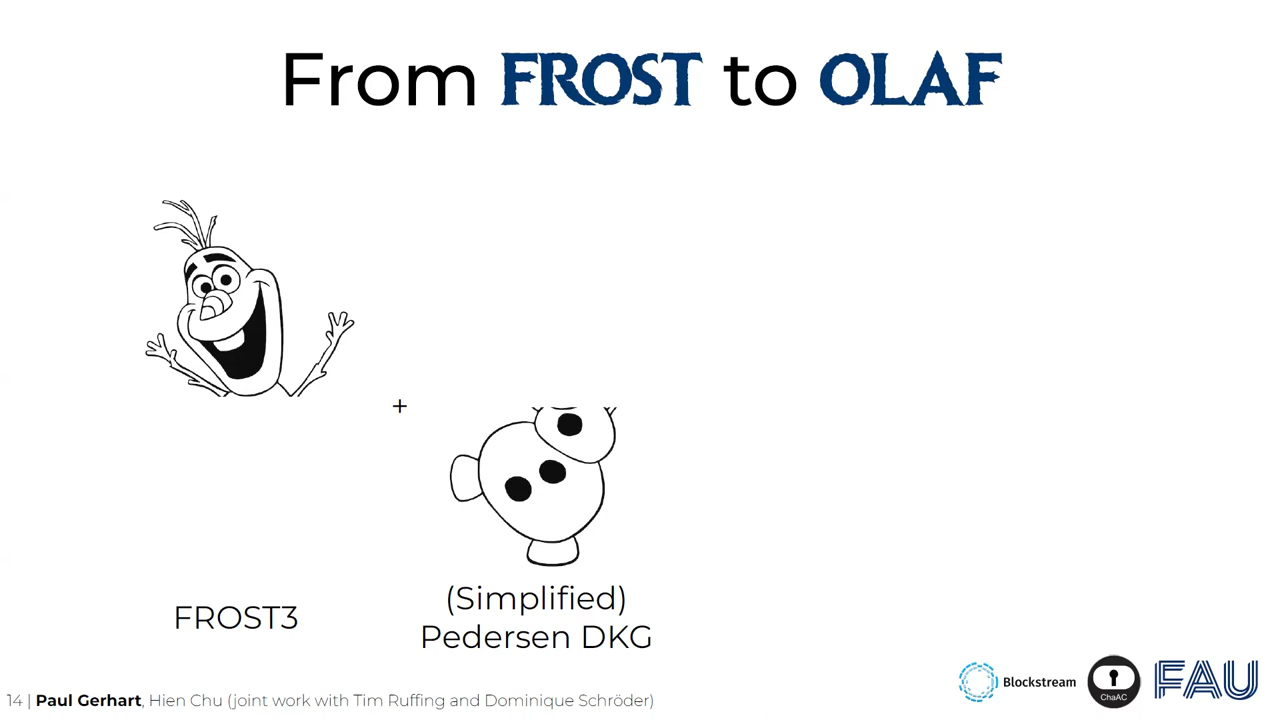 From FROST to OLAF
+
FROST3
(Simplified)
Pedersen DKG
Blockstream
ChaAC
FAU
14 | Paul Gerhart, Hien Chu (joint work with Tim Ruffing and Dominique Schröder)